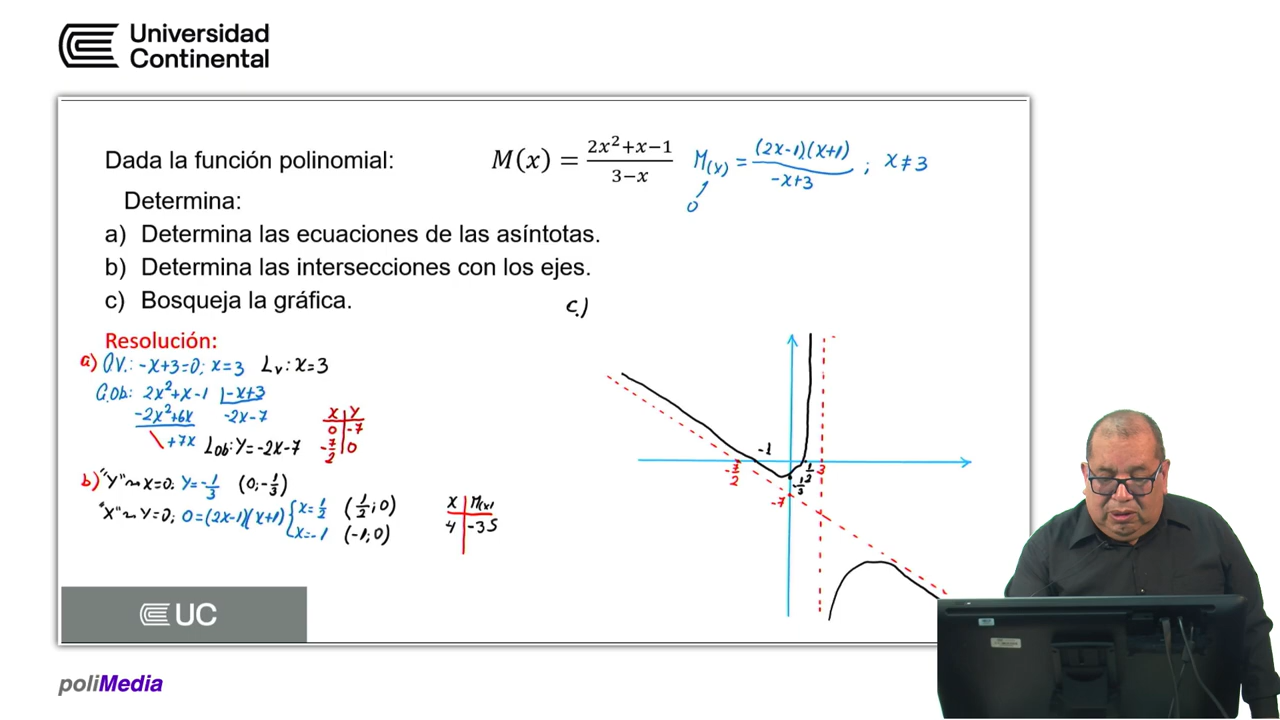 Universidad
Continental
Dada la función polinomial:
M(x) = 2x²+x−1 / 3−x
M(x) = (2x-1)(x+1) / -x+3 ; x≠3
0
Determina:
a) Determina las ecuaciones de las asíntotas.
b) Determina las intersecciones con los ejes.
c) Bosqueja la gráfica.
c.)
Resolución:
a) OV.: -x+3=0; x=3 Lv: x=3
G.Ob: 2x²+x-1 |-x+3
-2x²+6x -2x-7
+7x Lob: Y=-2x-7
x | y
0 | -7
-7/2 | 0
b) "Y" ~ x=0; Y=-1/3 (0;-1/3)
"X" ~ Y=0; 0=(2x-1)(x+1) { x=1/2 (1/2;0)
x=-1 (-1;0)
x | M(x)
4 | -35
-1
-7/2
1/2
3
-1/3
-7
UC
poliMedia